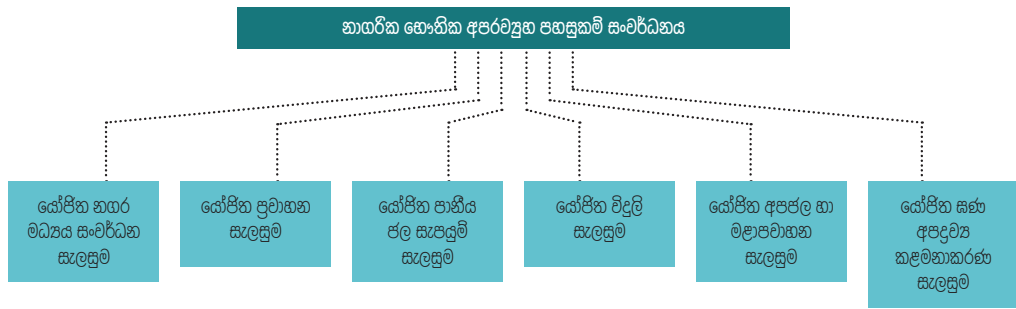 නාගරික භෞතික අපරව්‍යුහ පහසුකම් සංවර්ධනය
යෝජිත නගර
මධ්‍යය සංවර්ධන
සැලසුම
යෝජිත ප්‍රවාහන
සැලසුම
යෝජිත පානීය
ජල සැපයුම්
සැලසුම
යෝජිත විදුලි
සැලසුම
යෝජිත අපජල හා
මළාපවාහන
සැලසුම
යෝජිත ඝණ
අපද්‍රව්‍ය
කළමනාකරණ
සැලසුම